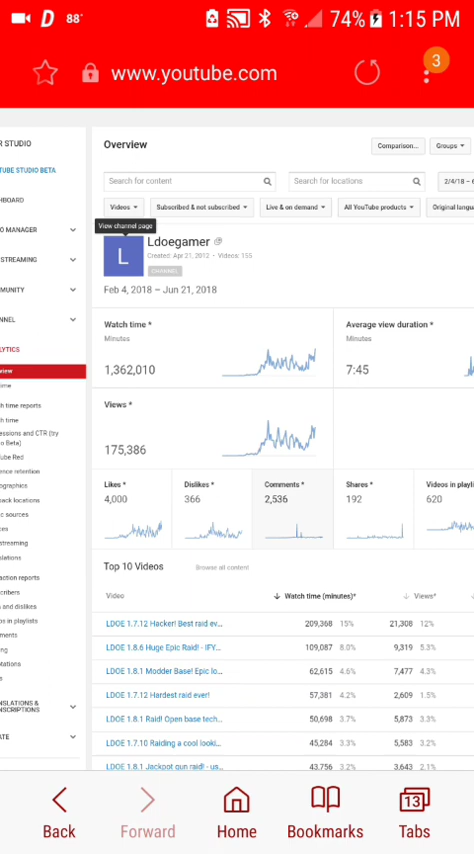 D 88° 74% 1:15 PM
www.youtube.com 3
R STUDIO
Overview
Comparison... Groups
TUBE STUDIO BETA
Search for content Search for locations 2/4/18 – 6
HBOARD
Videos Subscribed & not subscribed Live & on demand All YouTube products Original langu
O MANAGER
View channel page
L Ldoegamer
STREAMING
Created: Apr 21, 2012 • Videos: 155
CHANNEL
MUNITY
Feb 4, 2018 – Jun 21, 2018
NNEL
Watch time * Average view duration *
Minutes Minutes
LYTICS
1,362,010 7:45
view
time
Views *
h time reports
h time
essions and CTR (try
o Beta)
175,386
ube Red
ence retention
ographics
Likes * Dislikes * Comments * Shares * Videos in playli
back locations
4,000 366 2,536 192 620
c sources
ces
streaming
slations
Top 10 Videos Browse all content
action reports
cribers
Video Watch time (minutes)* Views*
s and dislikes
os in playlists
LDOE 1.7.12 Hacker! Best raid ev... 209,368 15% 21,308 12%
ments
ng
LDOE 1.8.6 Huge Epic Raid! - IFY... 109,087 8.0% 9,319 5.3%
otations
s
LDOE 1.8.1 Modder Base! Epic lo... 62,615 4.6% 7,477 4.3%
LDOE 1.7.12 Hardest raid ever! 57,381 4.2% 2,609 1.5%
NSLATIONS &
NSCRIPTIONS
LDOE 1.8.1 Raid! Open base tech... 50,698 3.7% 5,873 3.3%
ATE
LDOE 1.7.10 Raiding a cool looki... 45,284 3.3% 5,583 3.2%
LDOE 1.8.1 Jackpot gun raid! - us... 43,756 3.2% 3,643 2.1%
13
Back Forward Home Bookmarks Tabs